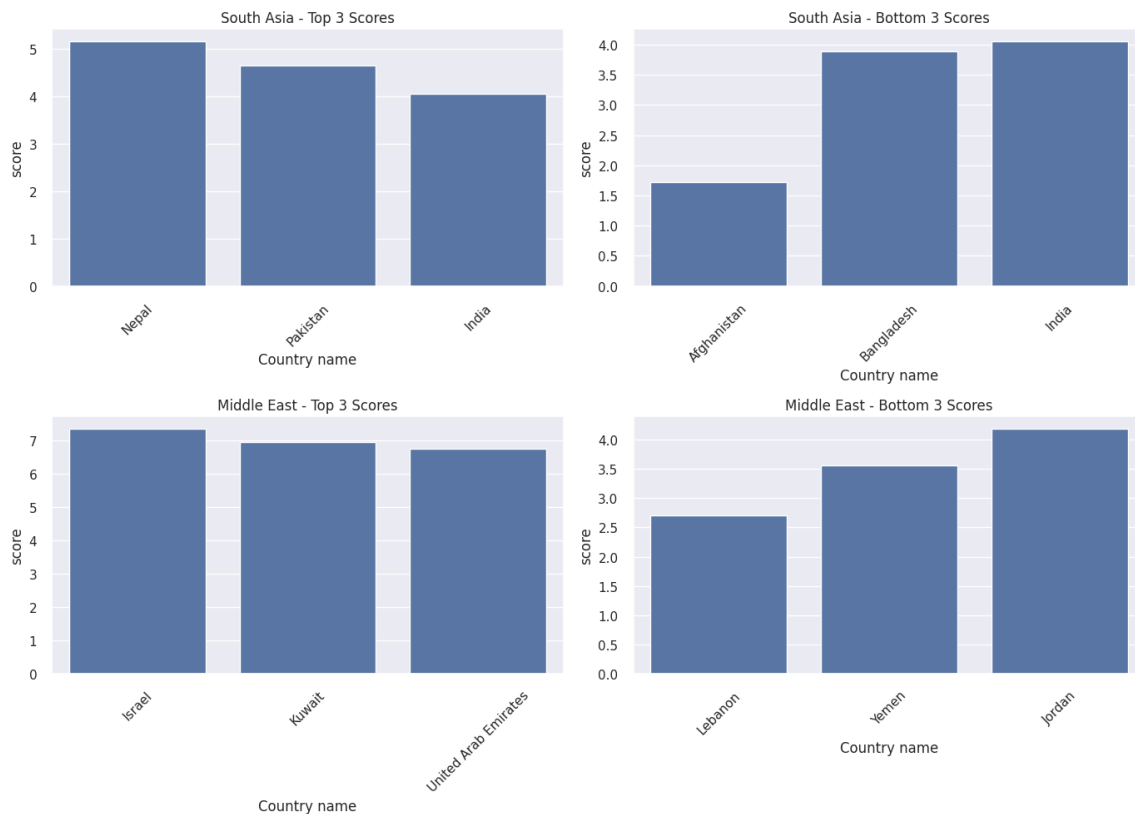 South Asia - Top 3 Scores
5
4
3
2
1
0
score
Nepal
Pakistan
India
Country name
South Asia - Bottom 3 Scores
4.0
3.5
3.0
2.5
2.0
1.5
1.0
0.5
0.0
score
Afghanistan
Bangladesh
India
Country name
Middle East - Top 3 Scores
7
6
5
4
3
2
1
0
score
Israel
Kuwait
United Arab Emirates
Country name
Middle East - Bottom 3 Scores
4.0
3.5
3.0
2.5
2.0
1.5
1.0
0.5
0.0
score
Lebanon
Yemen
Jordan
Country name